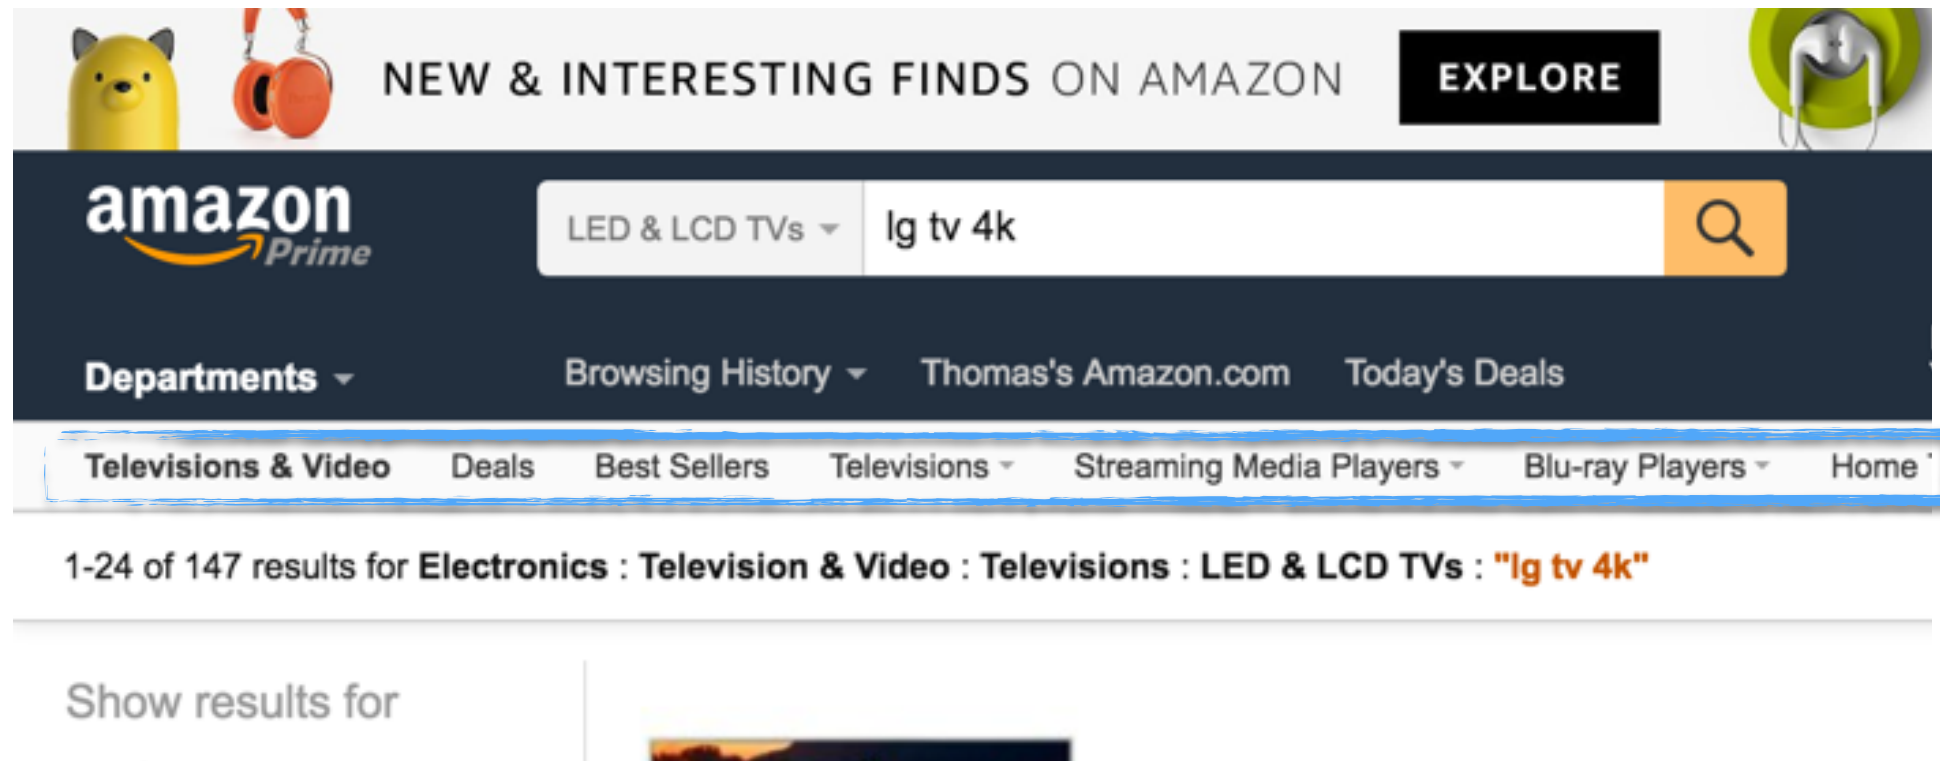 NEW & INTERESTING FINDS ON AMAZON EXPLORE
amazon Prime
LED & LCD TVs lg tv 4k
Departments Browsing History Thomas's Amazon.com Today's Deals
Televisions & Video Deals Best Sellers Televisions Streaming Media Players Blu-ray Players Home
1-24 of 147 results for Electronics : Television & Video : Televisions : LED & LCD TVs : "lg tv 4k"
Show results for